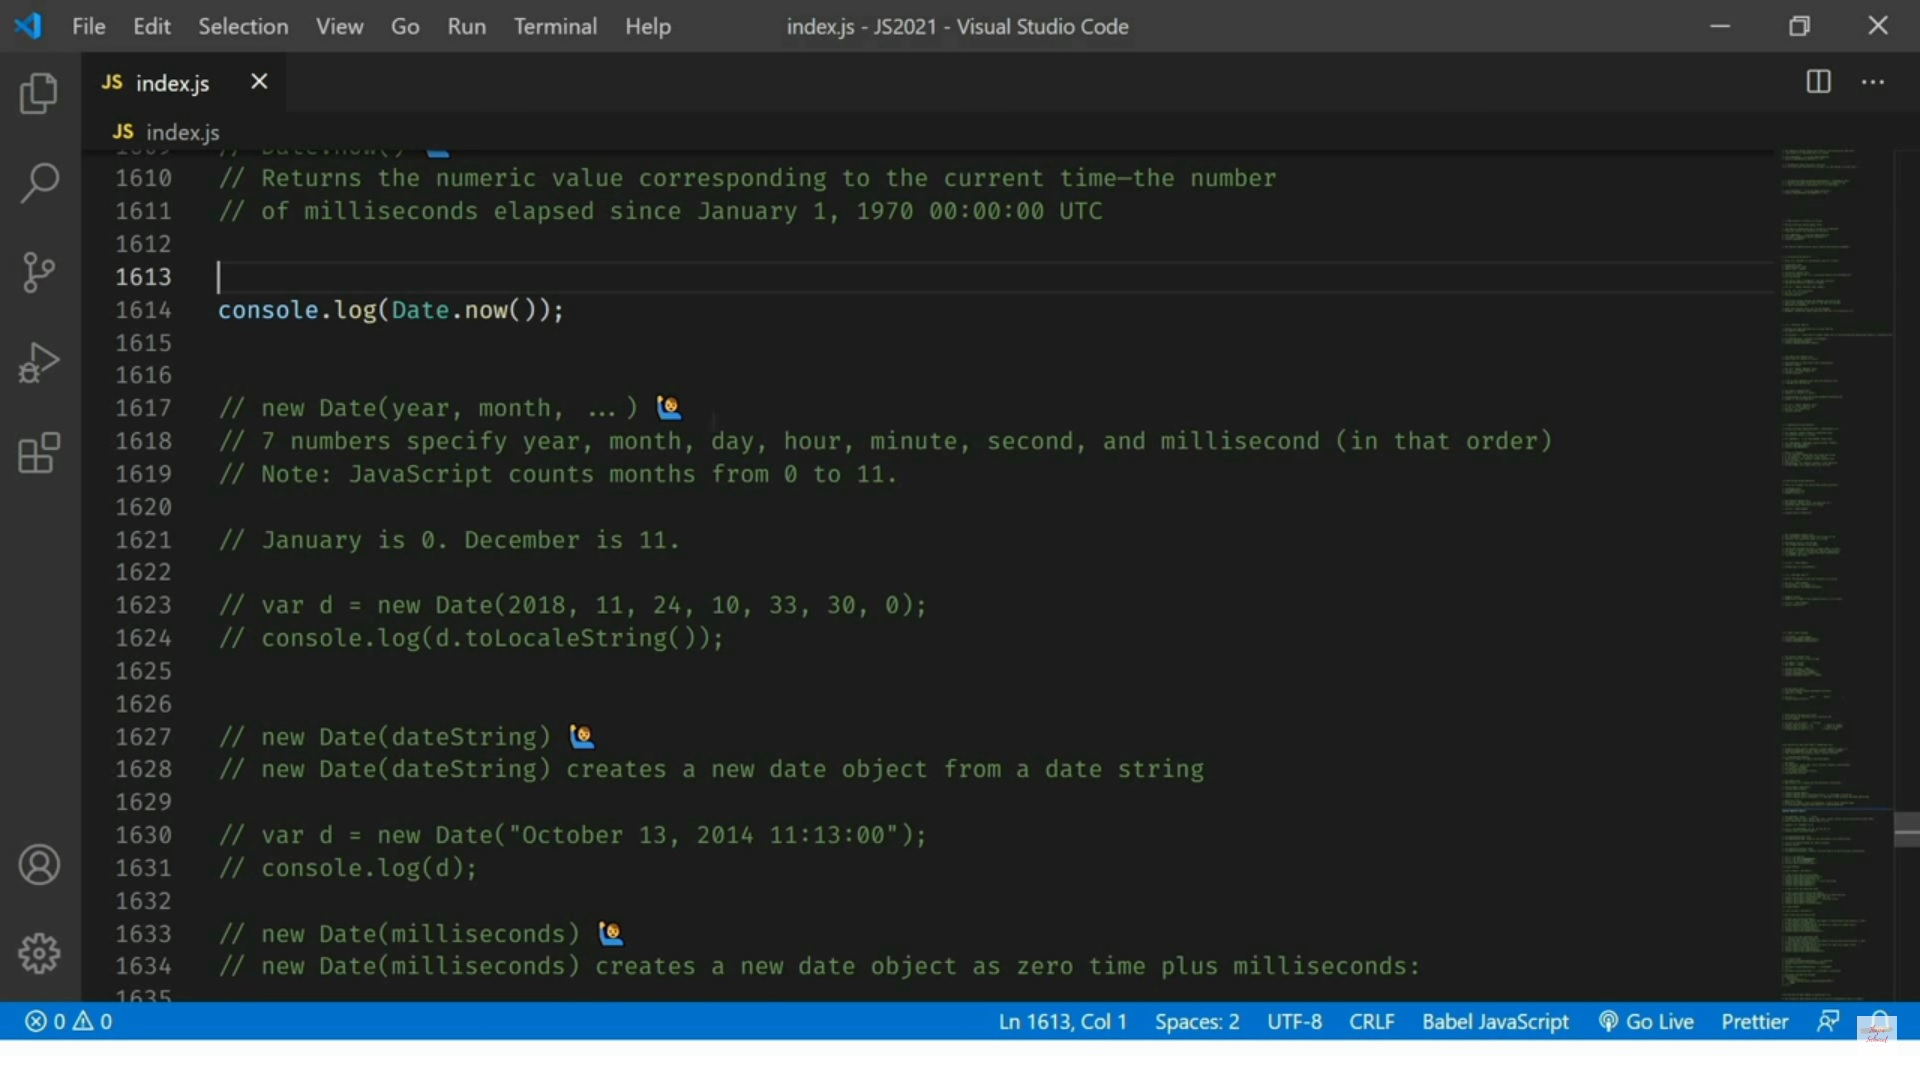 File Edit Selection View Go Run Terminal Help index.js - JS2021 - Visual Studio Code
JS index.js
JS index.js
1609 // Date.now() 🙋‍♂️
1610 // Returns the numeric value corresponding to the current time—the number
1611 // of milliseconds elapsed since January 1, 1970 00:00:00 UTC
1612
1613
1614 console.log(Date.now());
1615
1616
1617 // new Date(year, month, ...) 🙋‍♂️
1618 // 7 numbers specify year, month, day, hour, minute, second, and millisecond (in that order)
1619 // Note: JavaScript counts months from 0 to 11.
1620
1621 // January is 0. December is 11.
1622
1623 // var d = new Date(2018, 11, 24, 10, 33, 30, 0);
1624 // console.log(d.toLocaleString());
1625
1626
1627 // new Date(dateString) 🙋‍♂️
1628 // new Date(dateString) creates a new date object from a date string
1629
1630 // var d = new Date("October 13, 2014 11:13:00");
1631 // console.log(d);
1632
1633 // new Date(milliseconds) 🙋‍♂️
1634 // new Date(milliseconds) creates a new date object as zero time plus milliseconds:
1635
0 0 Ln 1613, Col 1 Spaces: 2 UTF-8 CRLF Babel JavaScript Go Live Prettier